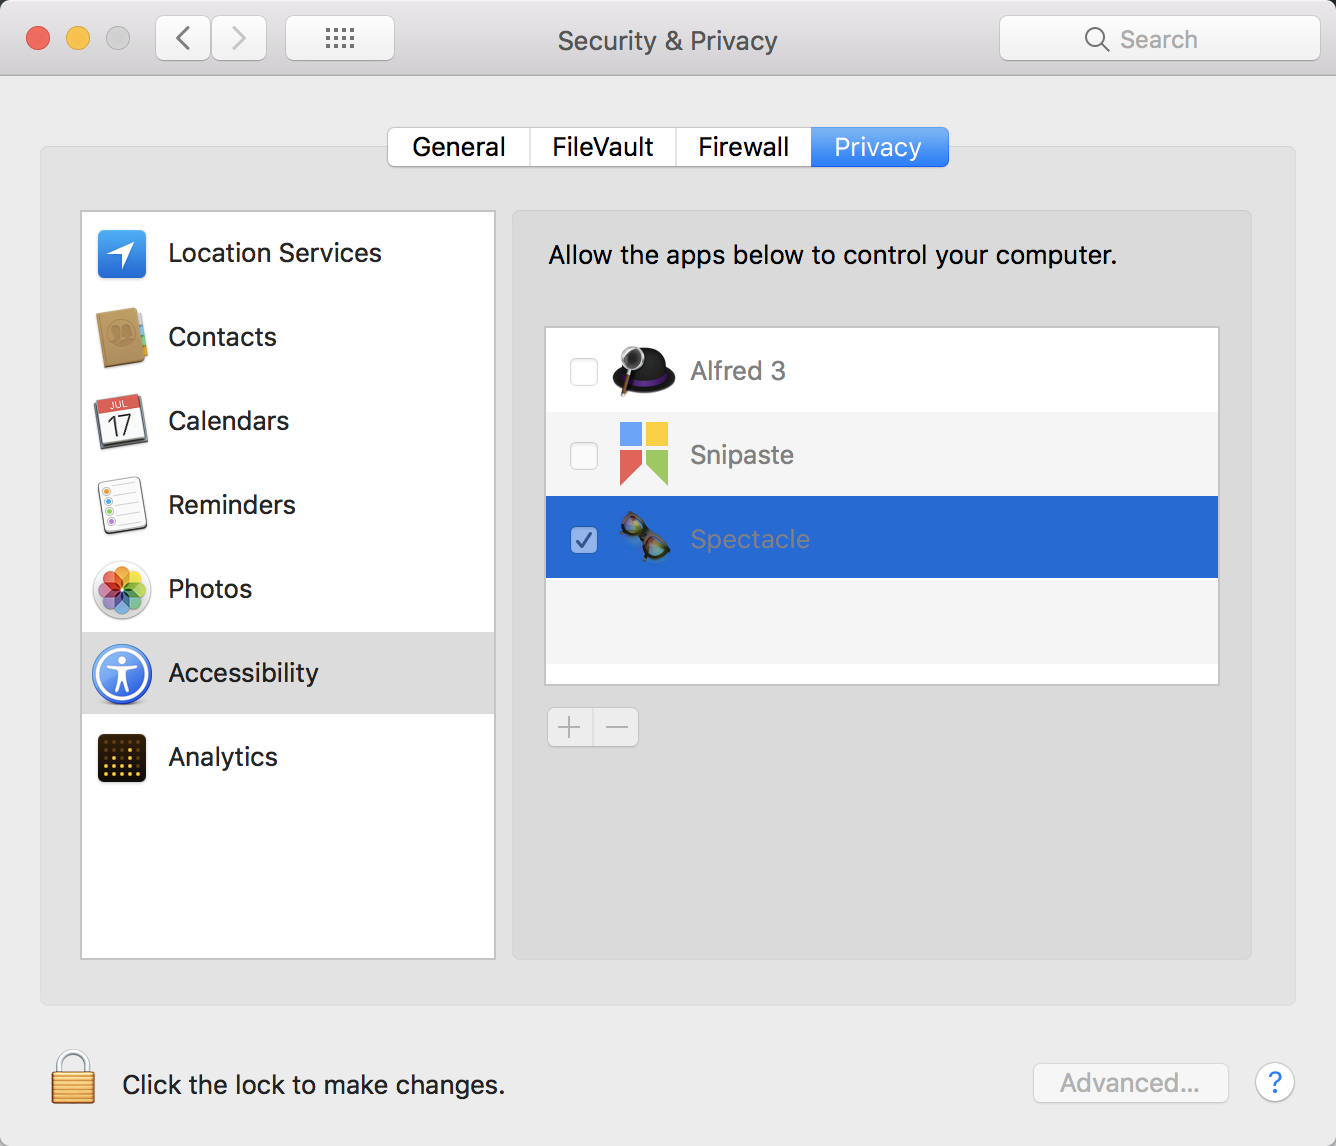 Security & Privacy
Search
General
FileVault
Firewall
Privacy
Location Services
Contacts
JUL
17
Calendars
Reminders
Photos
Accessibility
Analytics
Allow the apps below to control your computer.
Alfred 3
Snipaste
Spectacle
Click the lock to make changes.
Advanced...
?